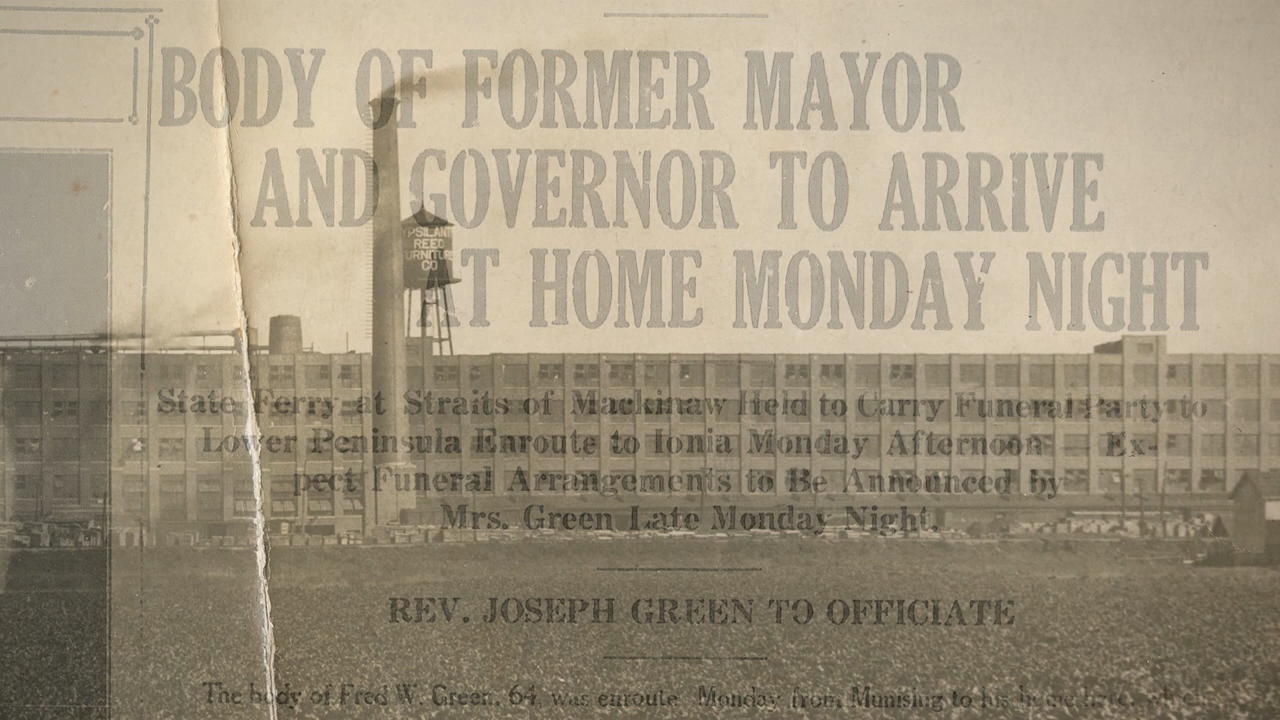 BODY OF FORMER MAYOR
AND GOVERNOR TO ARRIVE
AT HOME MONDAY NIGHT
YPSILANTI
REED
FURNITURE
CO
State Ferry at Straits of Mackinaw Held to Carry Funeral Party to
Lower Peninsula Enroute to Ionia Monday Afternoon Ex-
pect Funeral Arrangements to Be Announced by
Mrs. Green Late Monday Night.
REV. JOSEPH GREEN TO OFFICIATE
The body of Fred W. Green, 64, was enroute Monday from Munising to his home here,